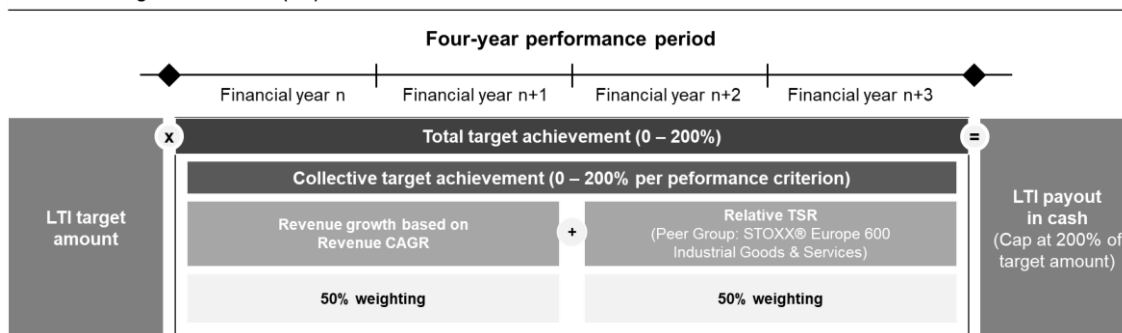 Four-year performance period
Financial year n
Financial year n+1
Financial year n+2
Financial year n+3
x
Total target achievement (0 – 200%)
=
Collective target achievement (0 – 200% per peformance criterion)
LTI target
amount
Revenue growth based on
Revenue CAGR
+
Relative TSR
(Peer Group: STOXX® Europe 600
Industrial Goods & Services)
LTI payout
in cash
(Cap at 200% of
target amount)
50% weighting
50% weighting